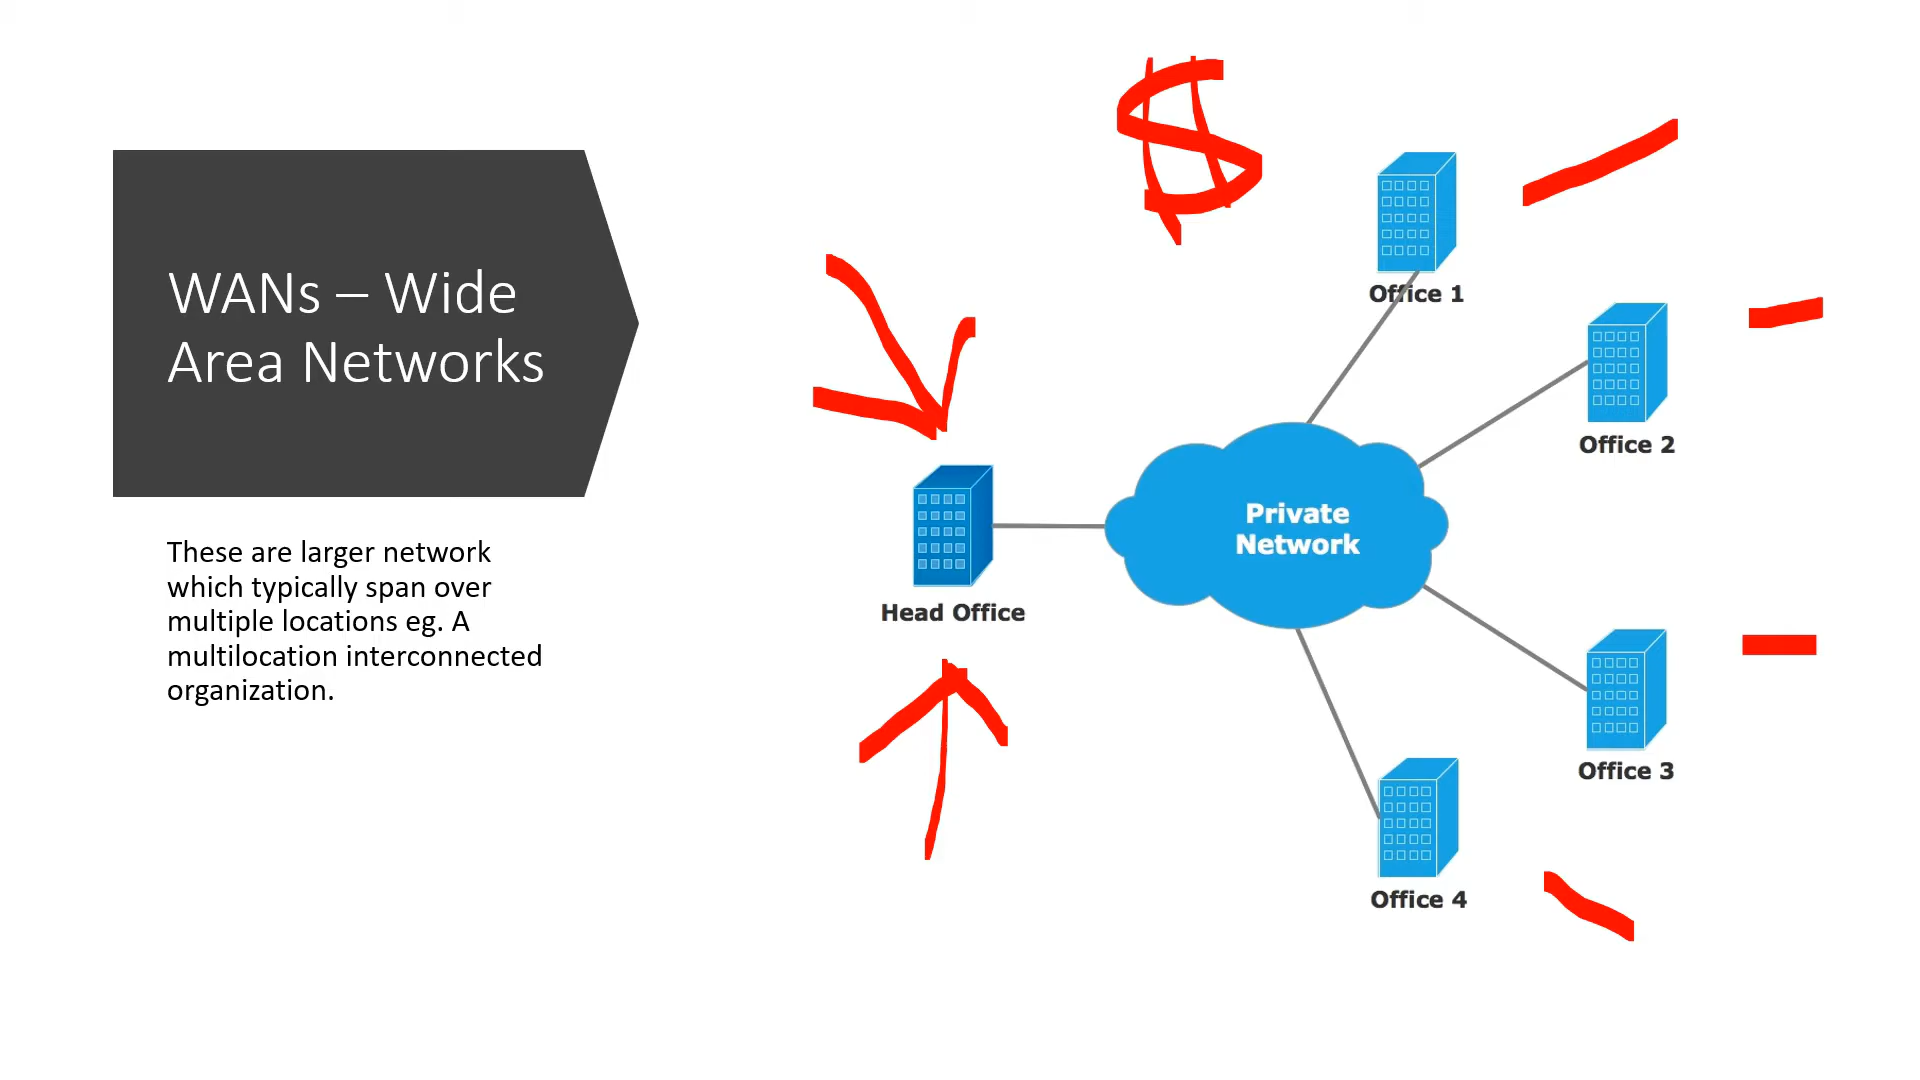 WANs – Wide
Area Networks
These are larger network
which typically span over
multiple locations eg. A
multilocation interconnected
organization.
$
Office 1
Office 2
Private
Network
Head Office
Office 3
Office 4